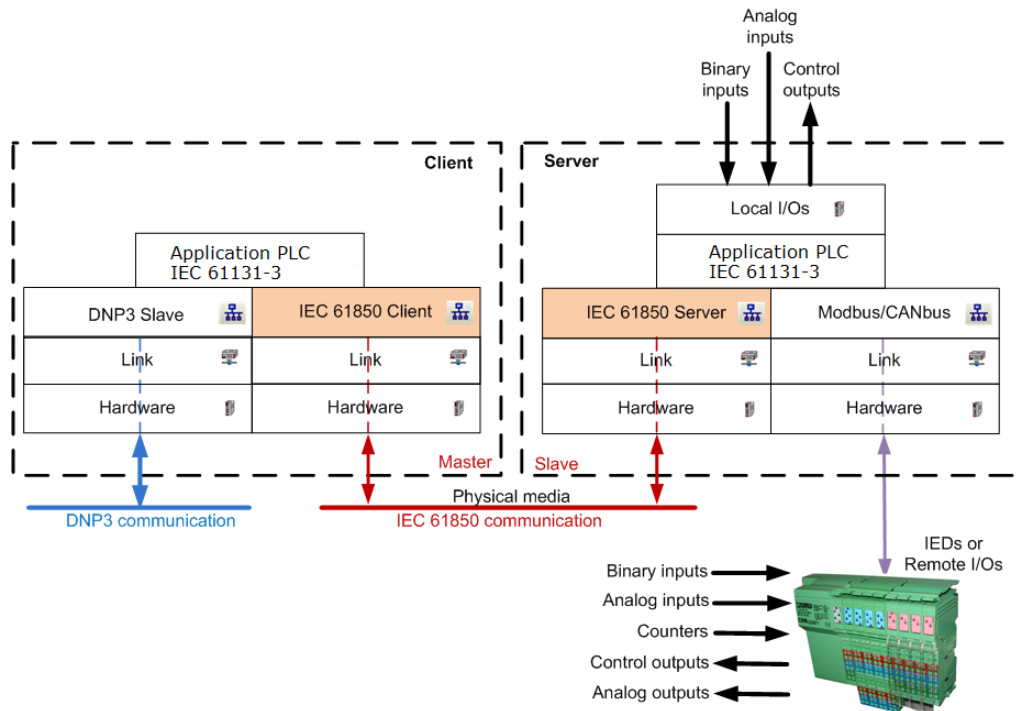 Analog
inputs
Binary
inputs
Control
outputs
Client
Server
Local I/Os
Application PLC
IEC 61131-3
Application PLC
IEC 61131-3
DNP3 Slave
IEC 61850 Client
IEC 61850 Server
Modbus/CANbus
Link
Link
Link
Link
Hardware
Hardware
Hardware
Hardware
Master
Slave
Physical media
DNP3 communication
IEC 61850 communication
IEDs or
Remote I/Os
Binary inputs
Analog inputs
Counters
Control outputs
Analog outputs